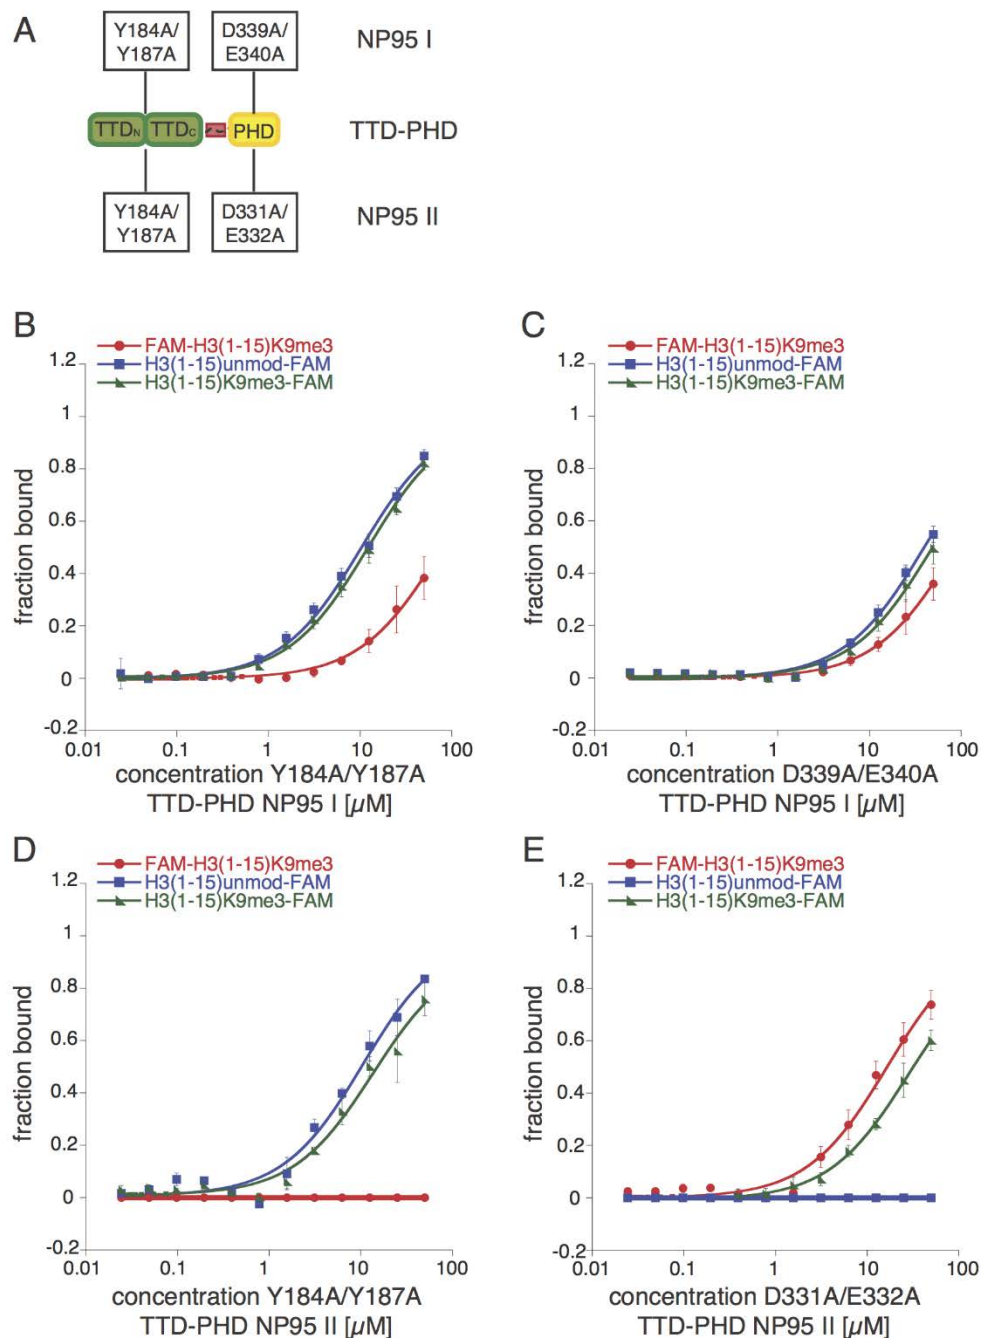 A
Y184A/
Y187A
D339A/
E340A
NP95 I
TTDN TTDC PHD
TTD-PHD
Y184A/
Y187A
D331A/
E332A
NP95 II
B
FAM-H3(1-15)K9me3
H3(1-15)unmod-FAM
H3(1-15)K9me3-FAM
1.2
1
0.8
0.6
0.4
0.2
0
-0.2
fraction bound
0.01 0.1 1 10 100
concentration Y184A/Y187A
TTD-PHD NP95 I [µM]
C
FAM-H3(1-15)K9me3
H3(1-15)unmod-FAM
H3(1-15)K9me3-FAM
1.2
1
0.8
0.6
0.4
0.2
0
-0.2
fraction bound
0.01 0.1 1 10 100
concentration D339A/E340A
TTD-PHD NP95 I [µM]
D
FAM-H3(1-15)K9me3
H3(1-15)unmod-FAM
H3(1-15)K9me3-FAM
1.2
1
0.8
0.6
0.4
0.2
0
-0.2
fraction bound
0.01 0.1 1 10 100
concentration Y184A/Y187A
TTD-PHD NP95 II [µM]
E
FAM-H3(1-15)K9me3
H3(1-15)unmod-FAM
H3(1-15)K9me3-FAM
1.2
1
0.8
0.6
0.4
0.2
0
-0.2
fraction bound
0.01 0.1 1 10 100
concentration D331A/E332A
TTD-PHD NP95 II [µM]